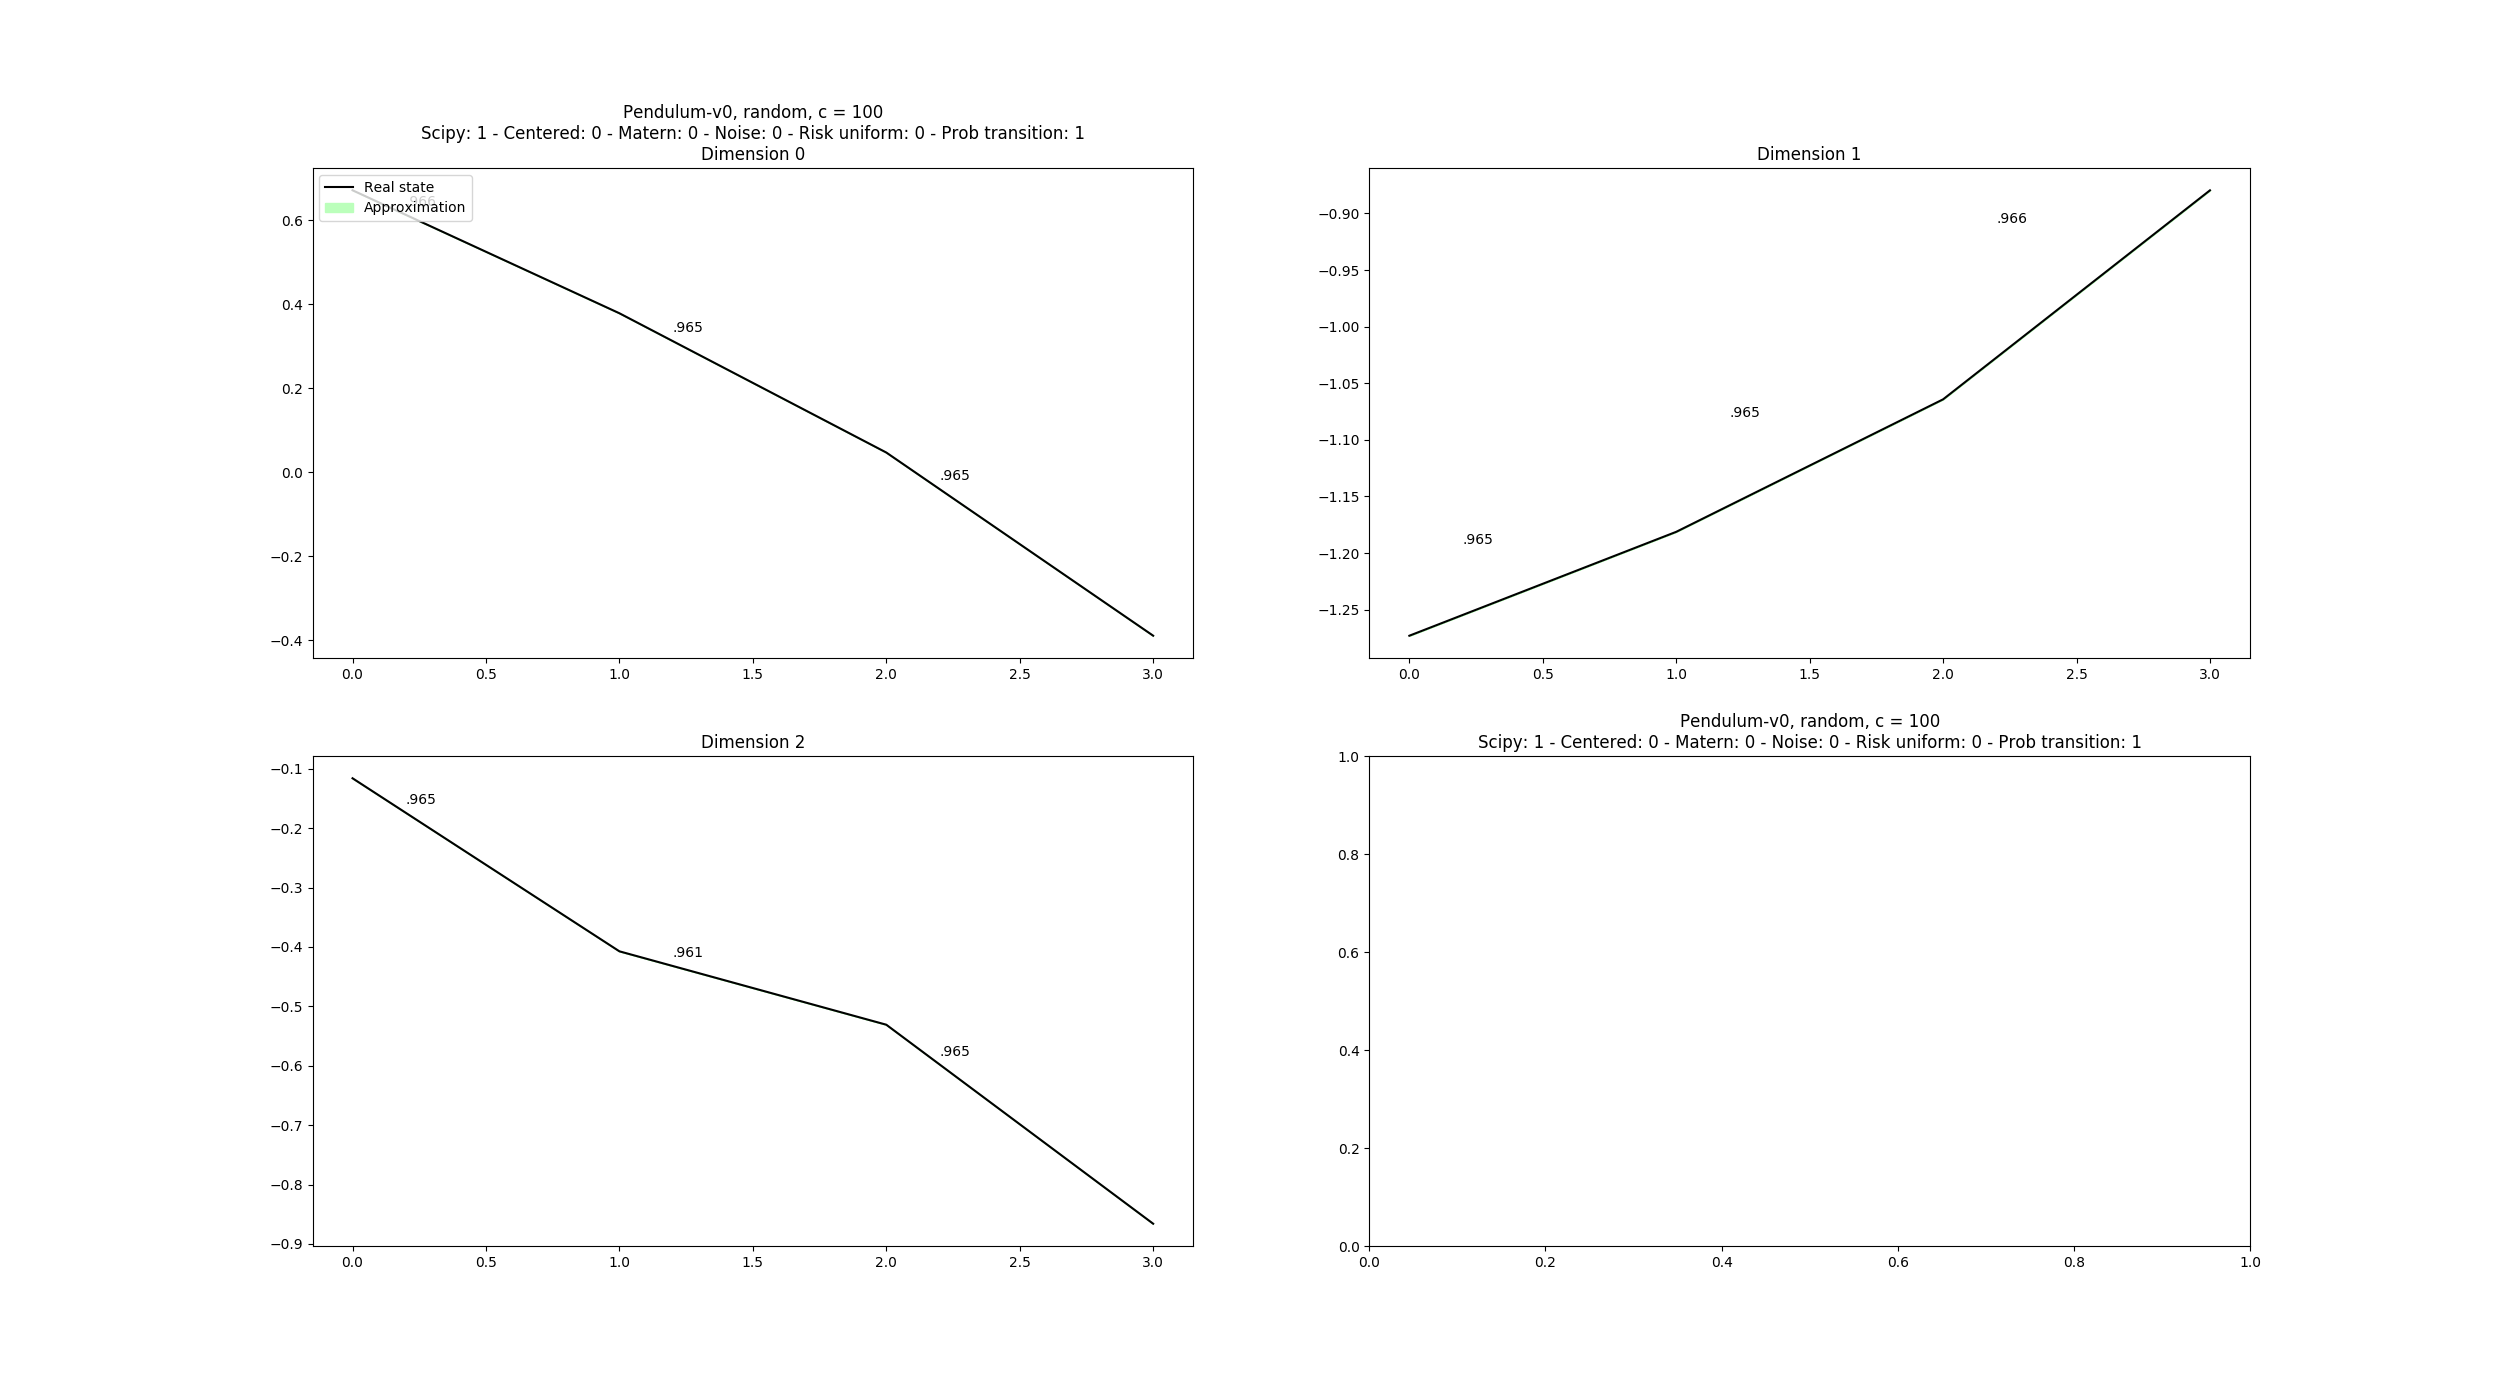 Pendulum-v0, random, c = 100
Scipy: 1 - Centered: 0 - Matern: 0 - Noise: 0 - Risk uniform: 0 - Prob transition: 1
Dimension 0
Real state
Approximation
.966
.965
.965
0.6
0.4
0.2
0.0
−0.2
−0.4
0.0 0.5 1.0 1.5 2.0 2.5 3.0
Dimension 1
−0.90
−0.95
−1.00
−1.05
−1.10
−1.15
−1.20
−1.25
.966
.965
.965
0.0 0.5 1.0 1.5 2.0 2.5 3.0
Dimension 2
−0.1
−0.2
−0.3
−0.4
−0.5
−0.6
−0.7
−0.8
−0.9
.965
.961
.965
0.0 0.5 1.0 1.5 2.0 2.5 3.0
Pendulum-v0, random, c = 100
Scipy: 1 - Centered: 0 - Matern: 0 - Noise: 0 - Risk uniform: 0 - Prob transition: 1
1.0
0.8
0.6
0.4
0.2
0.0
0.0 0.2 0.4 0.6 0.8 1.0